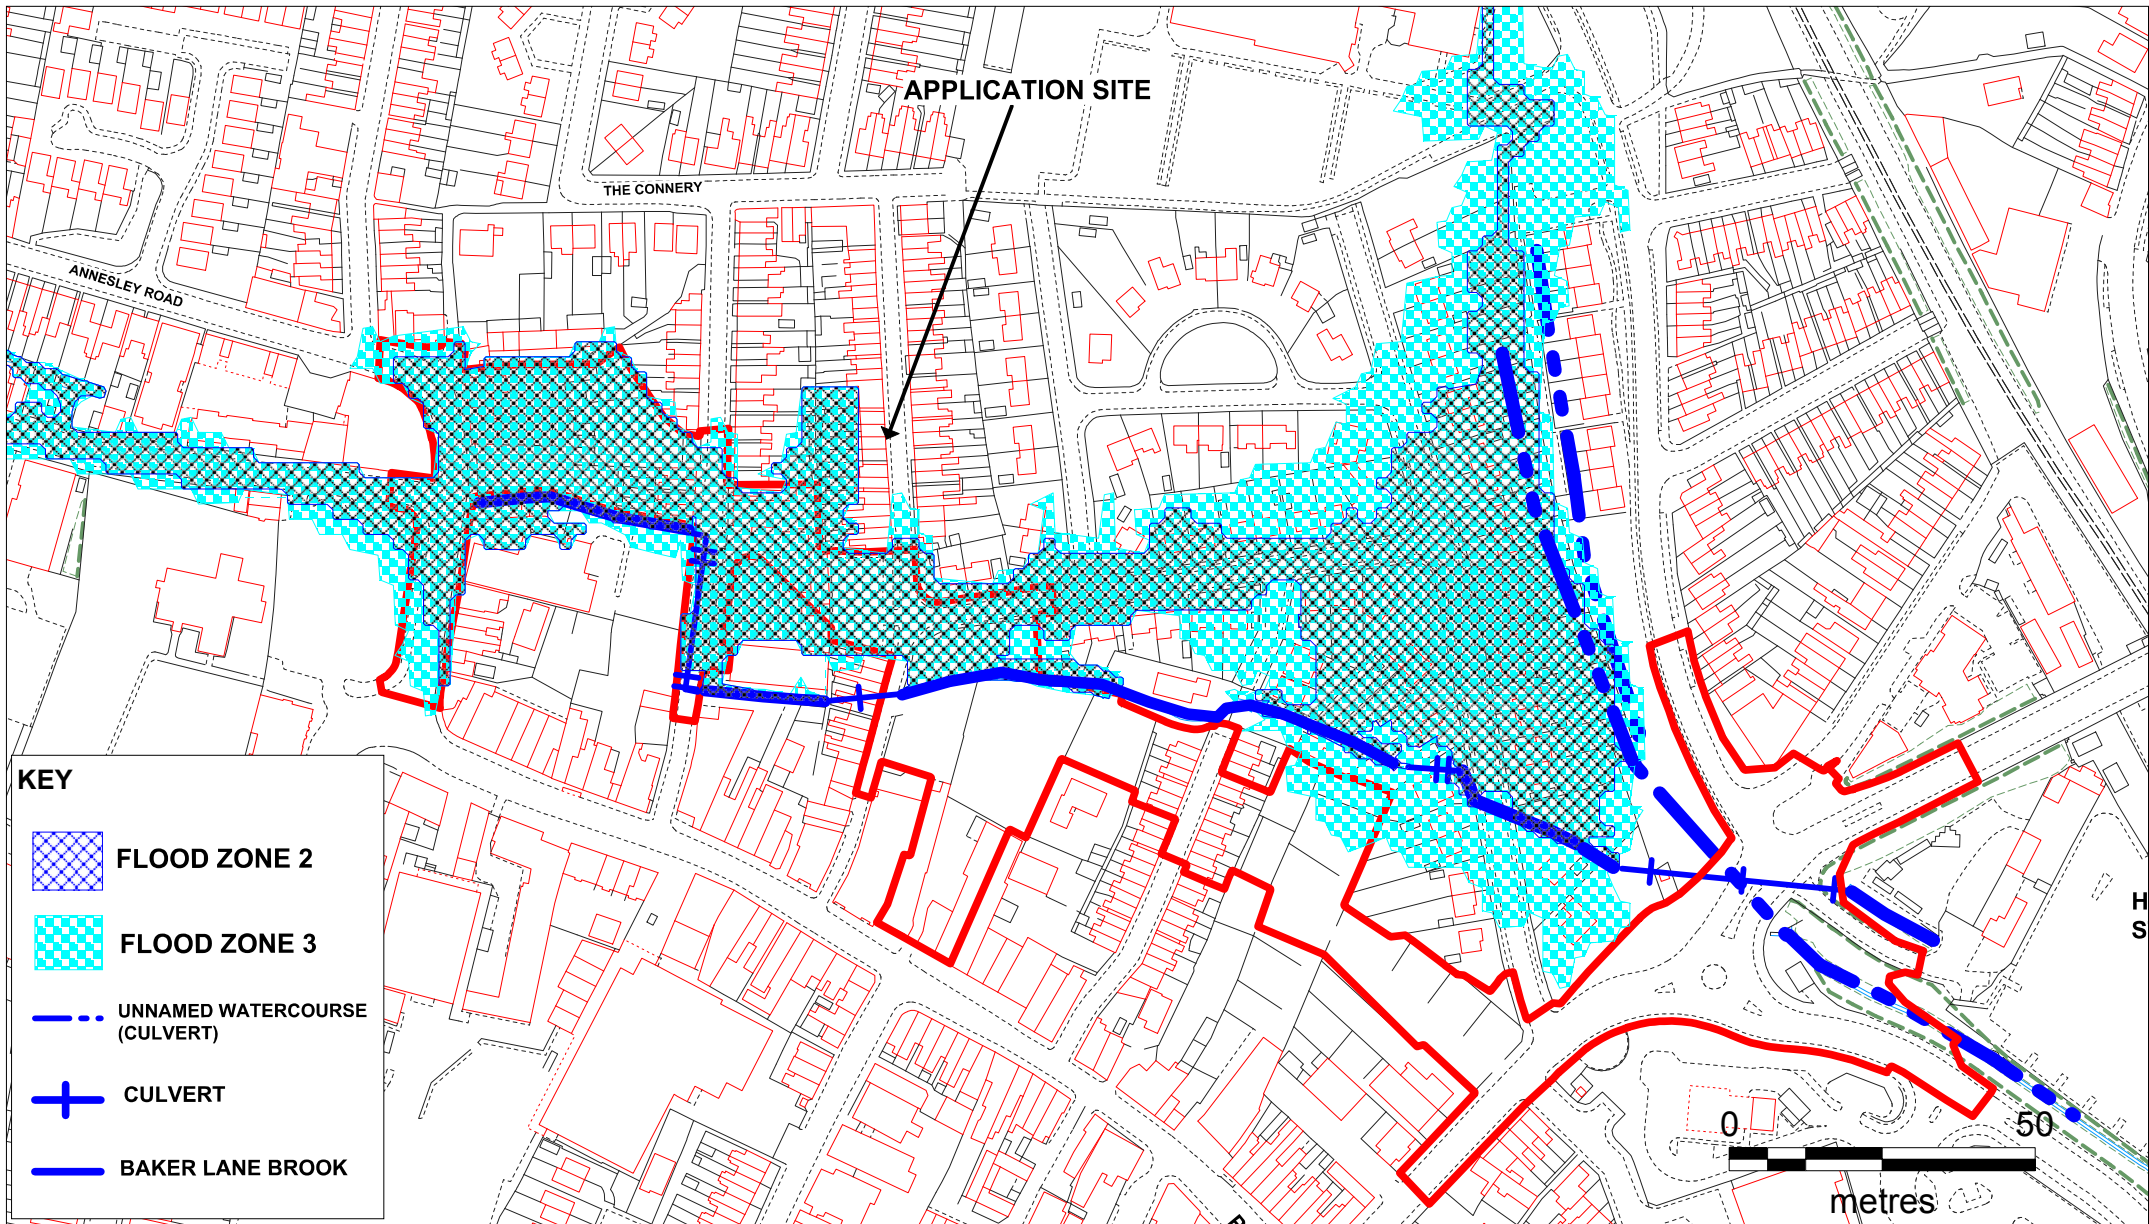 APPLICATION SITE
THE CONNERY
ANNESLEY ROAD
KEY
FLOOD ZONE 2
FLOOD ZONE 3
UNNAMED WATERCOURSE
(CULVERT)
CULVERT
BAKER LANE BROOK
H
S
0 50
metres